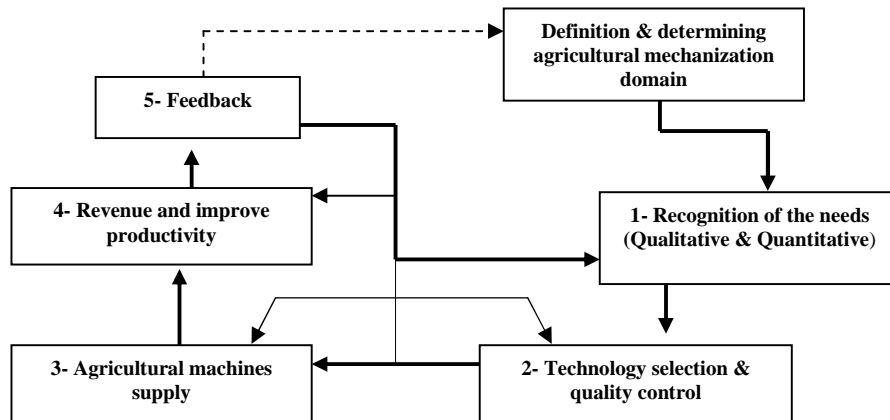 Definition & determining
agricultural mechanization
domain
5- Feedback
4- Revenue and improve
productivity
1- Recognition of the needs
(Qualitative & Quantitative)
3- Agricultural machines
supply
2- Technology selection &
quality control